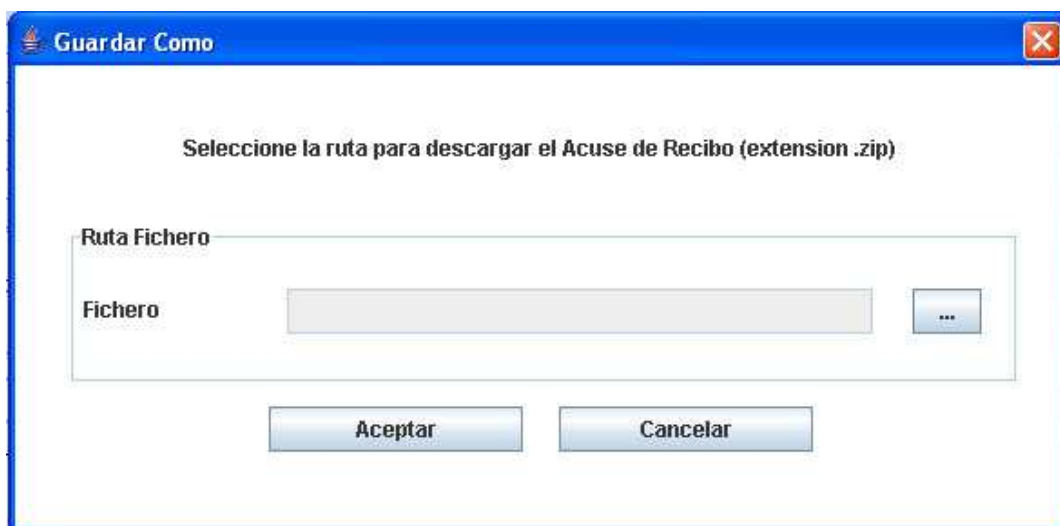 Guardar Como
Seleccione la ruta para descargar el Acuse de Recibo (extension .zip)
Ruta Fichero
Fichero
...
Aceptar
Cancelar